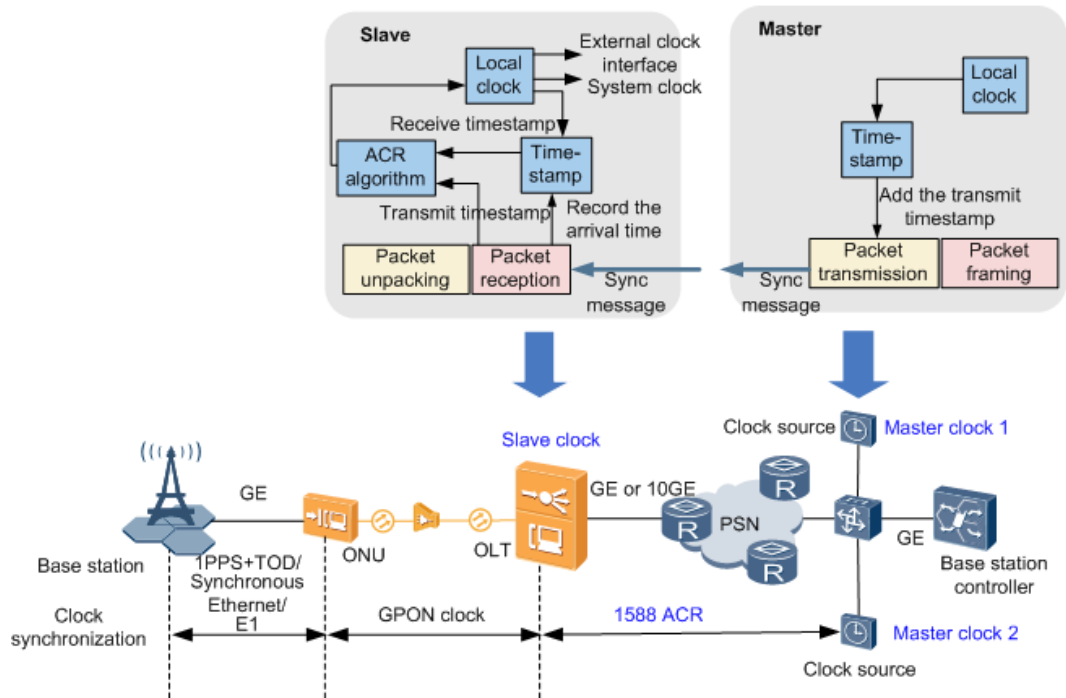 Slave
External clock
interface
System clock
Local
clock
Receive timestamp
ACR
algorithm
Time-
stamp
Transmit timestamp
Record the
arrival time
Packet
unpacking
Packet
reception
Sync
message
Master
Local
clock
Time-
stamp
Add the transmit
timestamp
Packet
transmission
Packet
framing
Sync
message
Clock source
Master clock 1
Slave clock
GE
GE or 10GE
R
R
R
PSN
GE
ONU
OLT
Base station
Base station
controller
1PPS+TOD/
Synchronous
Ethernet/
E1
Clock
synchronization
GPON clock
1588 ACR
Master clock 2
Clock source